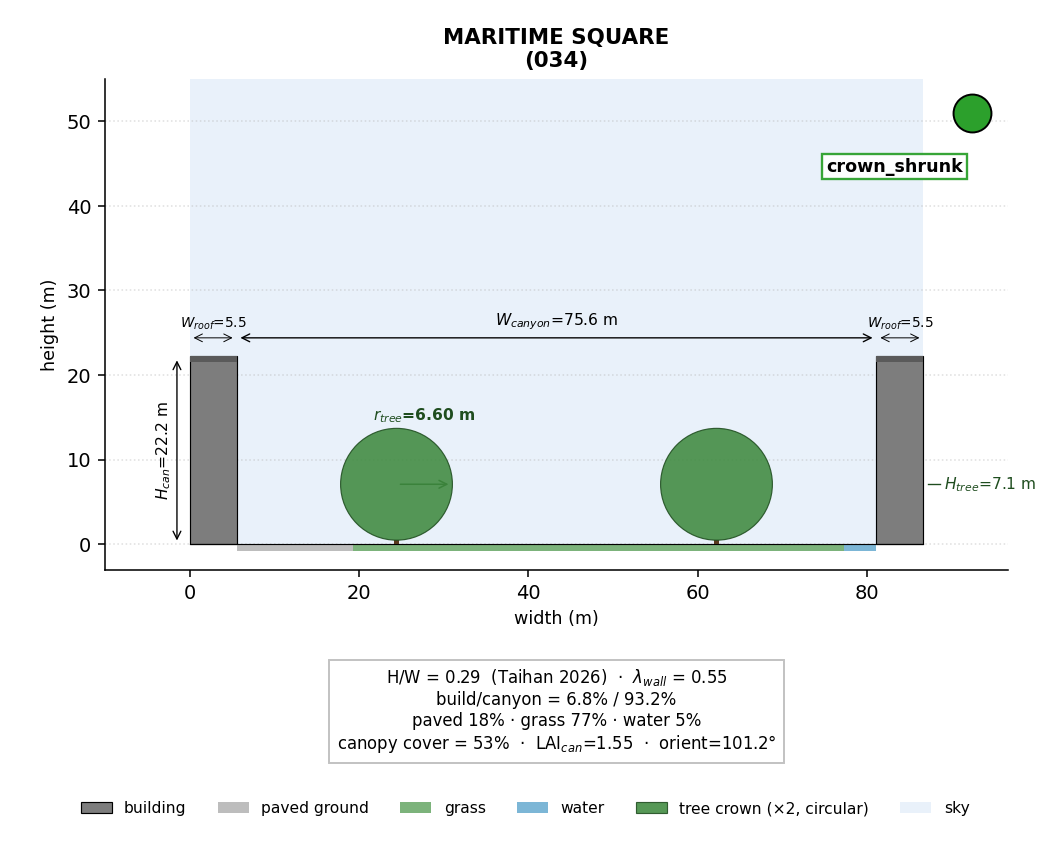 MARITIME SQUARE
(034)
crown_shrunk
50
40
30
20
10
0
height (m)
W_roof=5.5
W_canyon=75.6 m
W_roof=5.5
H_can=22.2 m
r_tree=6.60 m
H_tree=7.1 m
0 20 40 60 80
width (m)
H/W = 0.29 (Taihan 2026) · λ_wall = 0.55
build/canyon = 6.8% / 93.2%
paved 18% · grass 77% · water 5%
canopy cover = 53% · LAI_can=1.55 · orient=101.2°
building paved ground grass water tree crown (×2, circular) sky